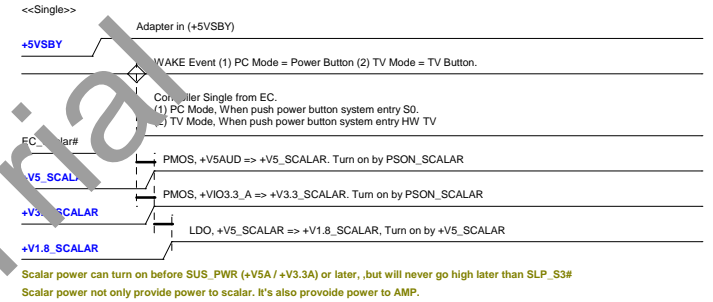 <<Single>>
Adapter in (+5VSBY)
+5VSBY
WAKE Event (1) PC Mode = Power Button (2) TV Mode = TV Button.
Single from EC.
(1) PC Mode, When push power button system entry S0.
TV Mode, When push power button system entry HW TV
PMOS, +V5AUD => +V5_SCALAR. Turn on by PSON_SCALAR
PMOS, +VIO3.3_A => +V3.3_SCALAR. Turn on by PSON_SCALAR
LDO, +V5_SCALAR => +V1.8_SCALAR, Turn on by +V5_SCALAR
+V1.8_SCALAR
Scalar power can turn on before SUS_PWR (+V5A / +V3.3A) or later, ,but will never go high later than SLP_S3#
Scalar power not only provide power to scalar. It's also provoide power to AMP.